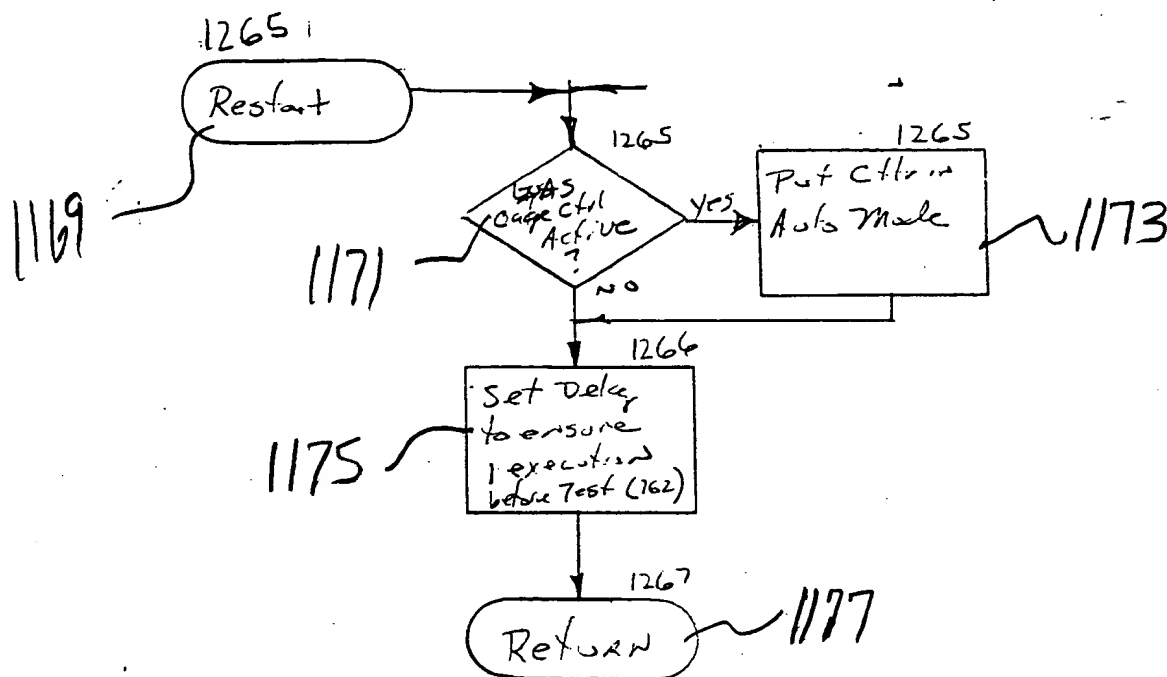 1265
Restart
1169
1265
Gage Ctrl
Active
?
1171
yes
NO
1265
Put Ctlr in
Auto Mode
1173
1266
Set Delay
to ensure
1 execution
before Test (762)
1175
1267
Return
1177